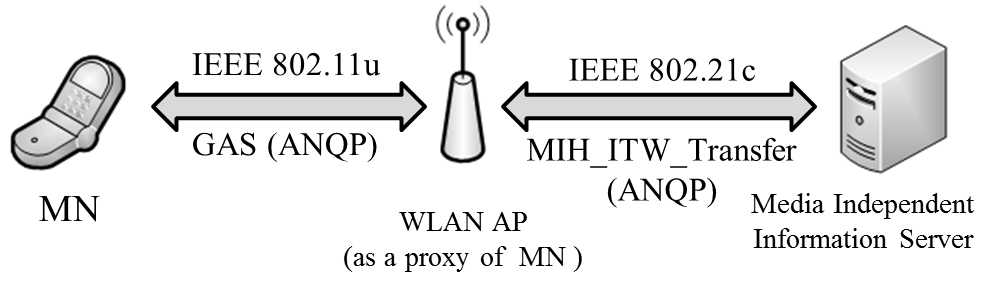 IEEE 802.11u
GAS (ANQP)
MN
WLAN AP
(as a proxy of MN )
IEEE 802.21c
MIH_ITW_Transfer
(ANQP)
Media Independent
Information Server